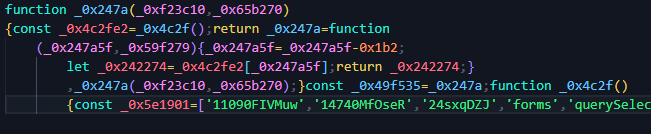 function _0x247a(_0xf23c10,_0x65b270)
{const _0x4c2fe2=_0x4c2f();return _0x247a=function
(_0x247a5f,_0x59f279){_0x247a5f=_0x247a5f-0x1b2;
let _0x242274=_0x4c2fe2[_0x247a5f];return _0x242274;}
,_0x247a(_0xf23c10,_0x65b270);}const _0x49f535=_0x247a;function _0x4c2f()
{const _0x5e1901=['11090FIVMuw','14740MfOseR','24sxqDZJ','forms','querySelec